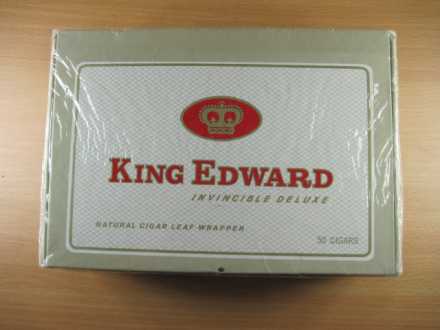 KING EDWARD
INVINCIBLE DELUXE
NATURAL CIGAR LEAF WRAPPER
50 CIGARS